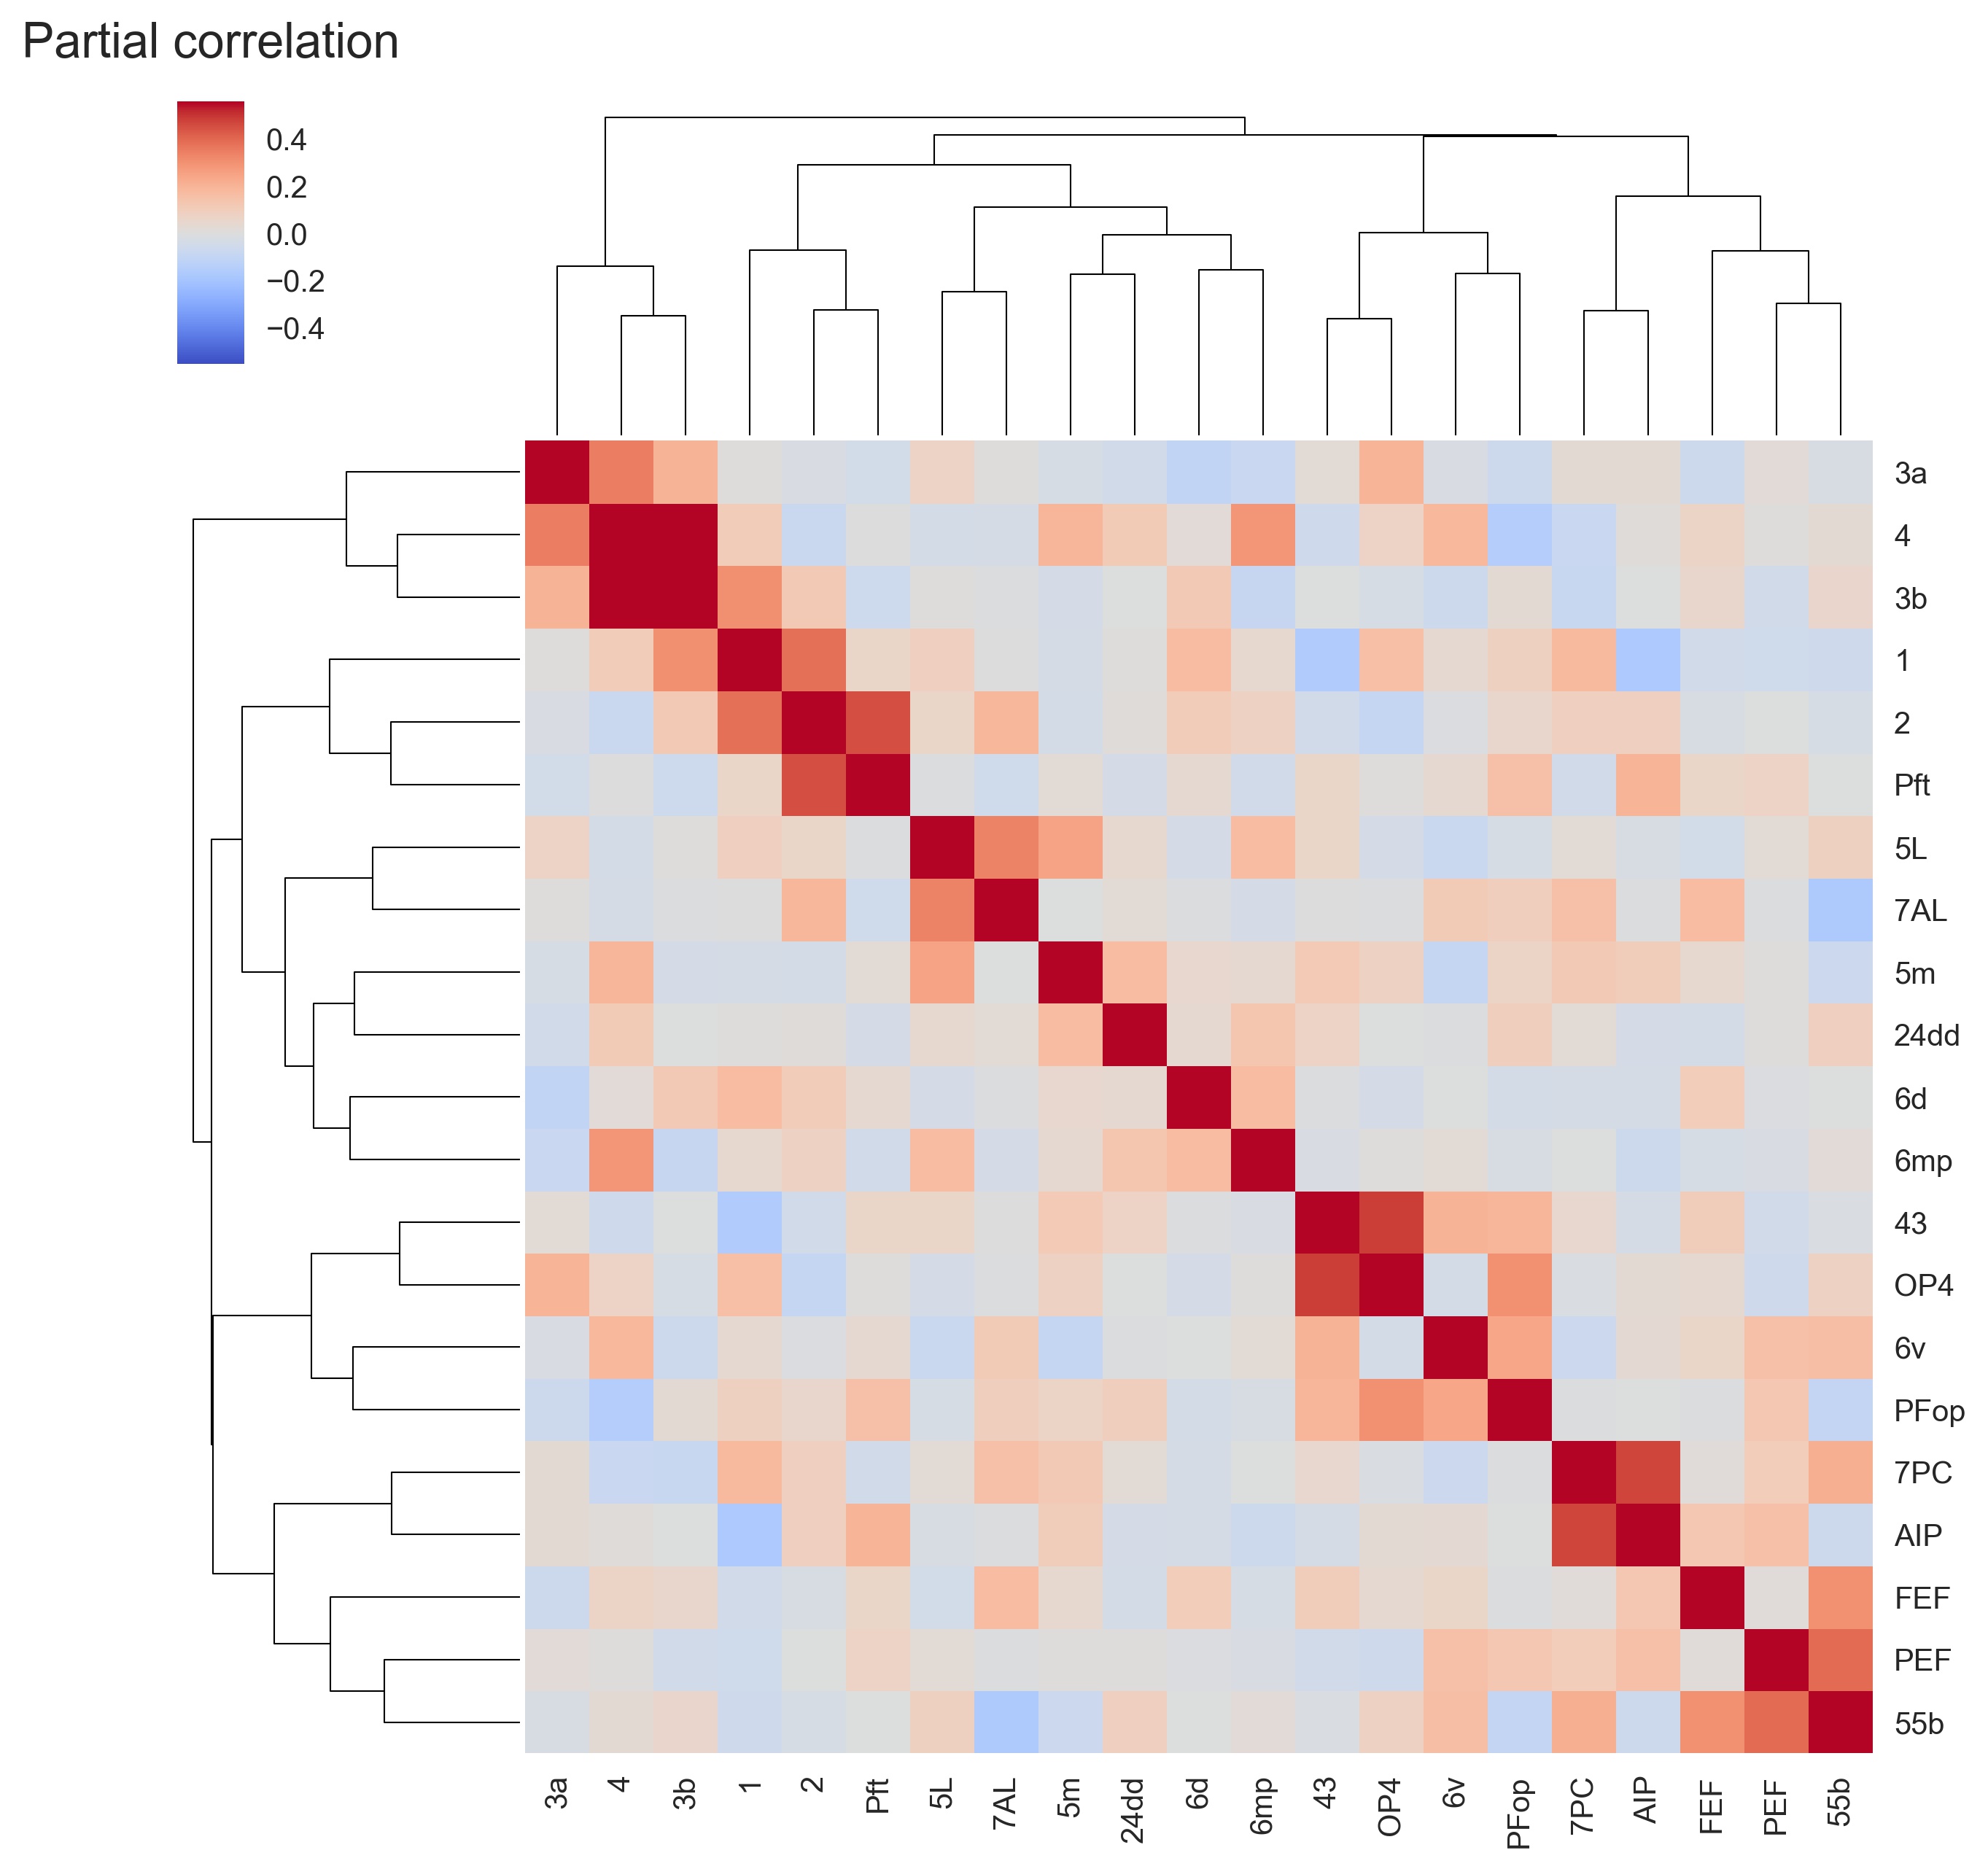 Partial correlation
0.4
0.2
0.0
−0.2
−0.4
3a
4
3b
1
2
Pft
5L
7AL
5m
24dd
6d
6mp
43
OP4
6v
PFop
7PC
AIP
FEF
PEF
55b
3a 4 3b 1 2 Pft 5L 7AL 5m 24dd 6d 6mp 43 OP4 6v PFop 7PC AIP FEF PEF 55b